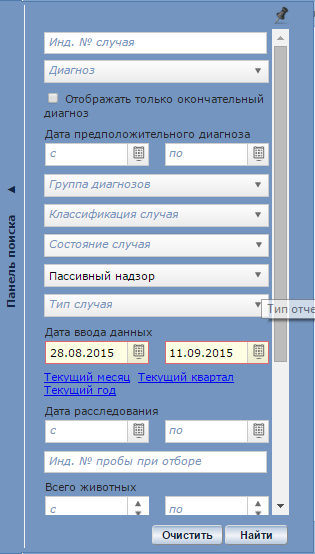 Панель поиска
Инд. № случая
Диагноз
Отображать только окончательный
диагноз
Дата предположительного диагноза
с по
Группа диагнозов
Классификация случая
Состояние случая
Пассивный надзор
Тип случая
Тип отче
Дата ввода данных
28.08.2015 11.09.2015
Текущий месяц Текущий квартал
Текущий год
Дата расследования
с по
Инд. № пробы при отборе
Всего животных
с по
Очистить Найти